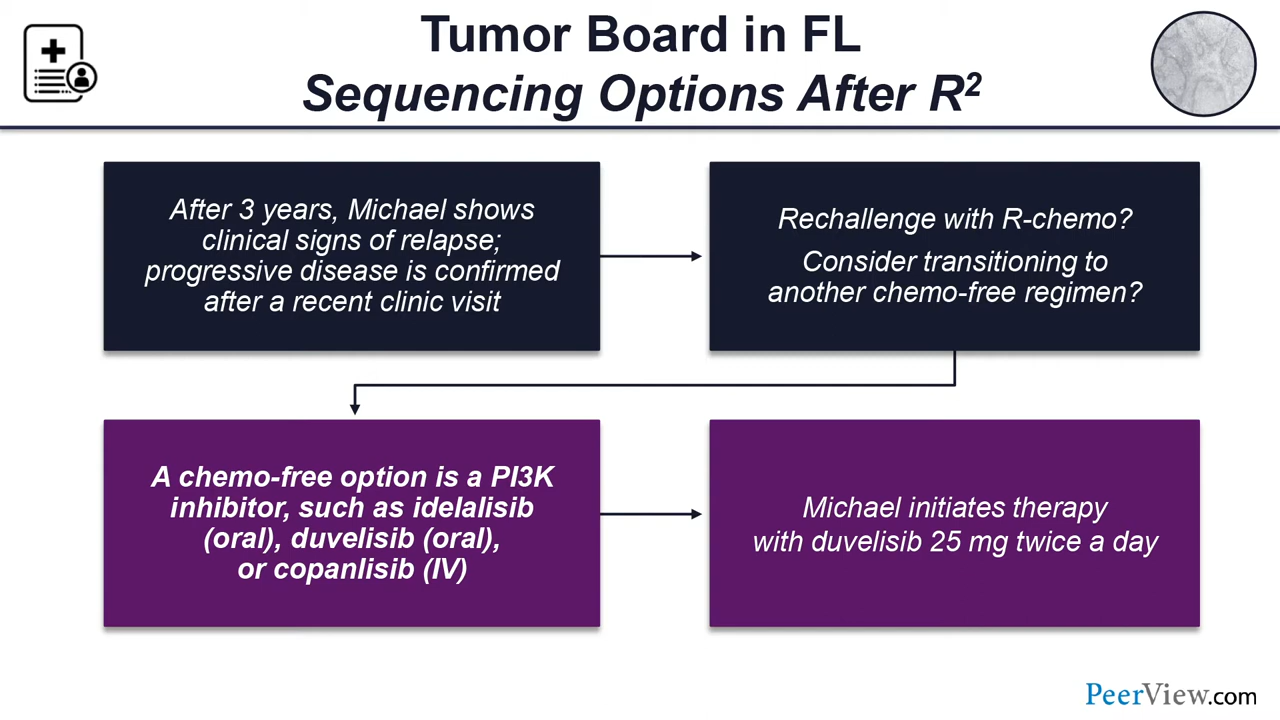 Tumor Board in FL
Sequencing Options After R²
After 3 years, Michael shows
clinical signs of relapse;
progressive disease is confirmed
after a recent clinic visit
Rechallenge with R-chemo?
Consider transitioning to
another chemo-free regimen?
A chemo-free option is a PI3K
inhibitor, such as idelalisib
(oral), duvelisib (oral),
or copanlisib (IV)
Michael initiates therapy
with duvelisib 25 mg twice a day
PeerView.com